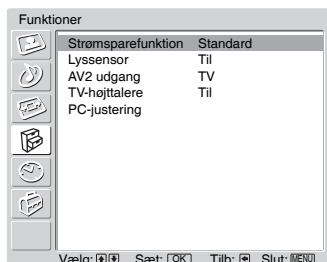 Funktioner
Strømsparefunktion Standard
Lyssensor Til
AV2 udgang TV
TV-højttalere Til
PC-justering
Vælg: Sæt: OK Tilb: Slut: MENU